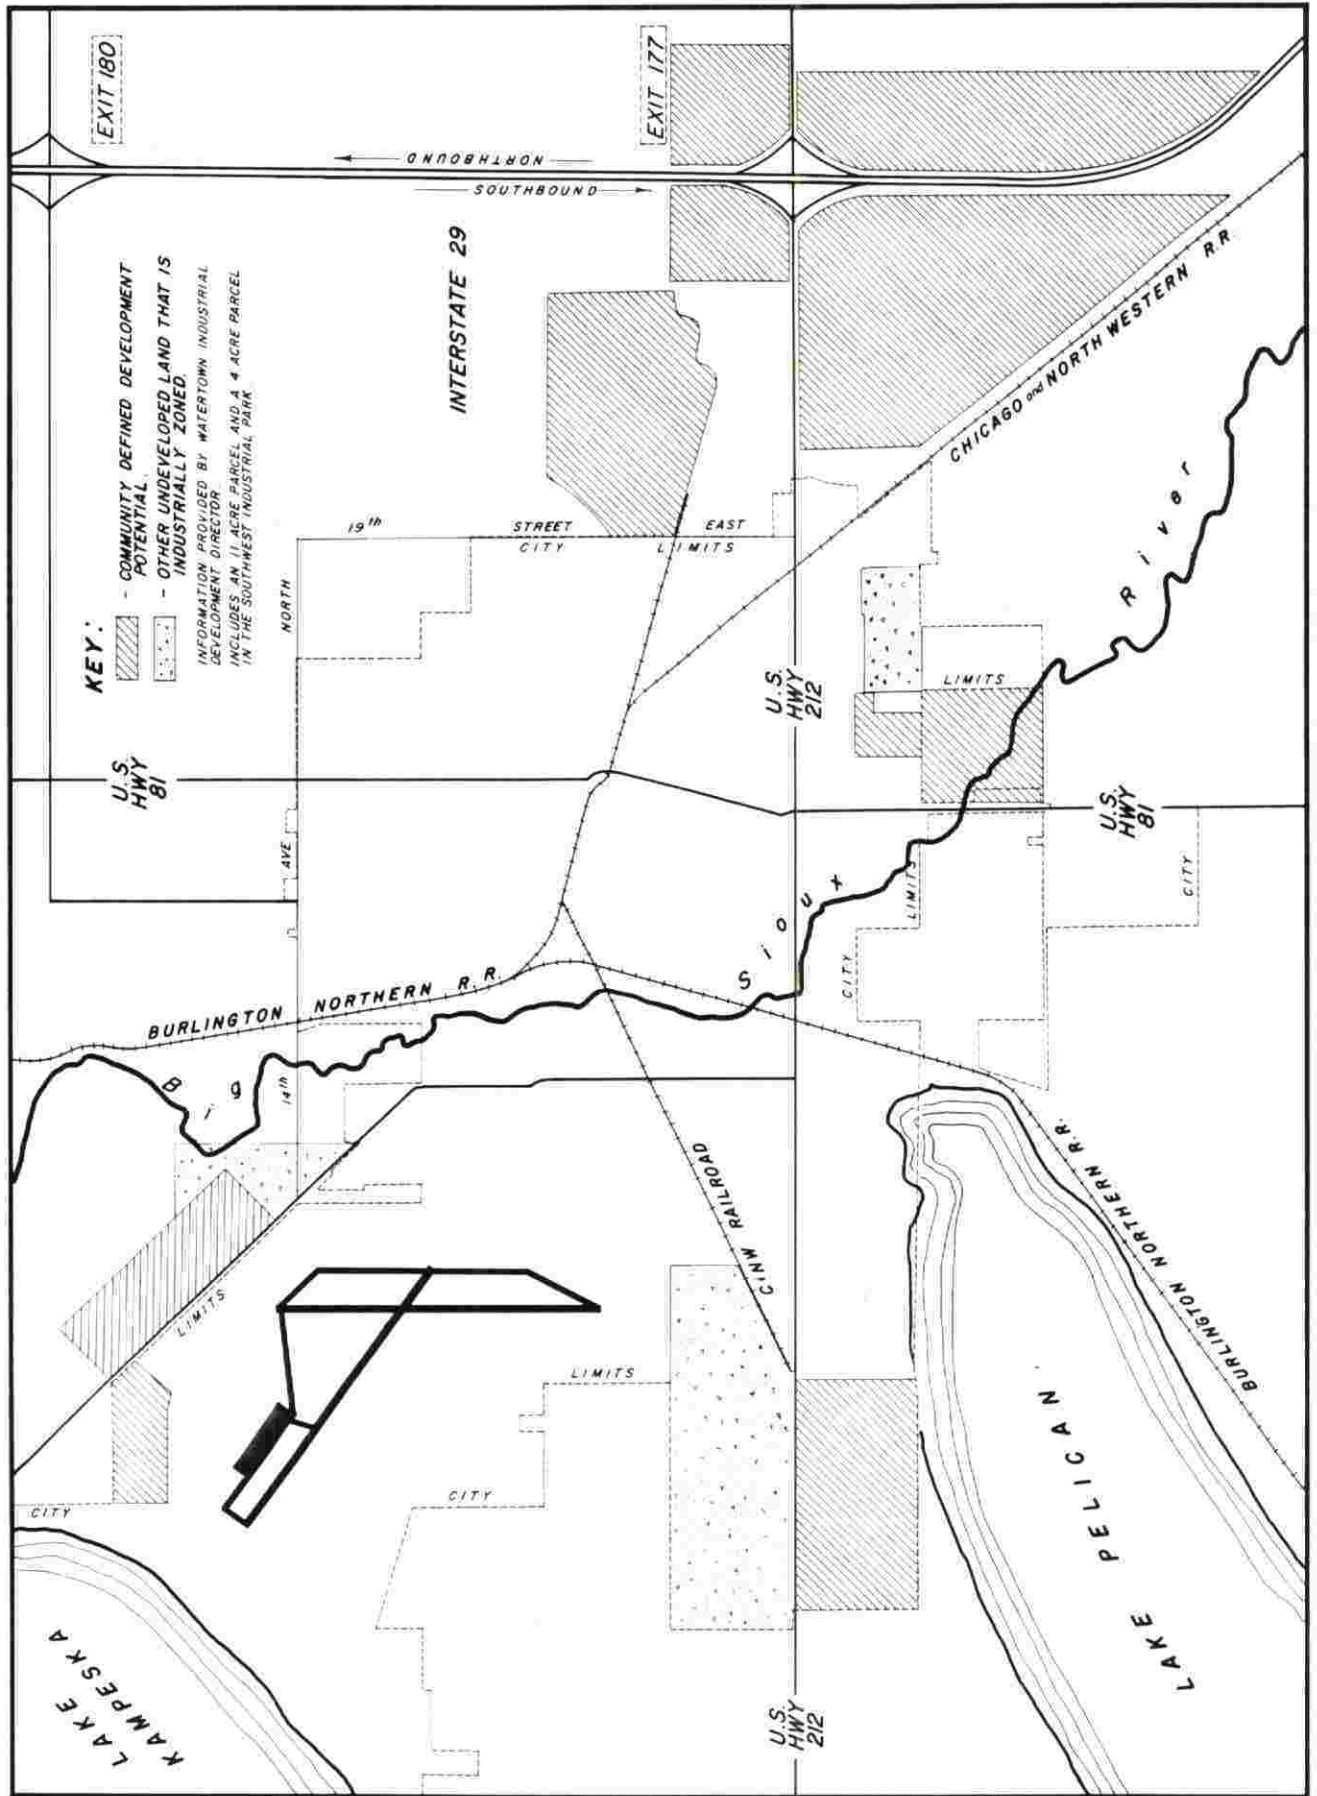 EXIT 180
EXIT 177
NORTHBOUND
SOUTHBOUND
INTERSTATE 29
KEY:
- COMMUNITY DEFINED DEVELOPMENT
POTENTIAL.
- OTHER UNDEVELOPED LAND THAT IS
INDUSTRIALLY ZONED.
INFORMATION PROVIDED BY WATERTOWN INDUSTRIAL
DEVELOPMENT DIRECTOR
INCLUDES AN 11 ACRE PARCEL AND A 4 ACRE PARCEL
IN THE SOUTHWEST INDUSTRIAL PARK
CHICAGO and NORTH WESTERN R.R.
19th STREET EAST
CITY LIMITS
NORTH
U.S.
HWY
81
U.S.
HWY
212
LIMITS
Big Sioux River
AVE
14th
U.S.
HWY
81
CITY
LIMITS
CITY
BURLINGTON NORTHERN R.R.
C&NW RAILROAD
BURLINGTON NORTHERN R.R.
LIMITS
CITY
LIMITS
CITY
LAKE
KAMPESKA
U.S.
HWY
212
LAKE PELICAN